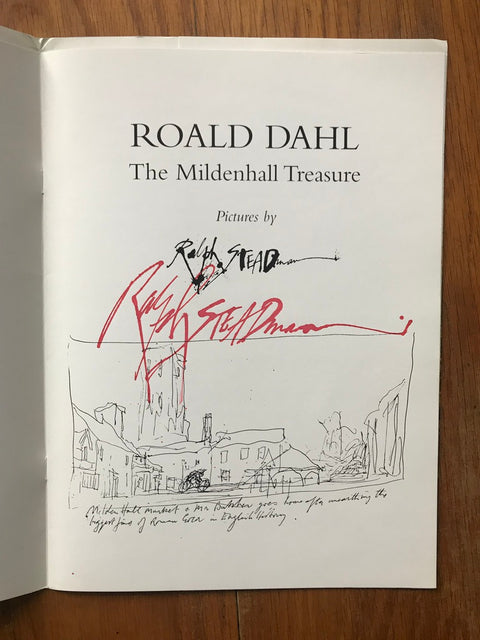 ROALD DAHL
The Mildenhall Treasure
Pictures by
Ralph STEADman
Ralph STEADman
MildenHall Market & Mr Butcher goes home after unearthing the
biggest find of Roman Silver in English History.